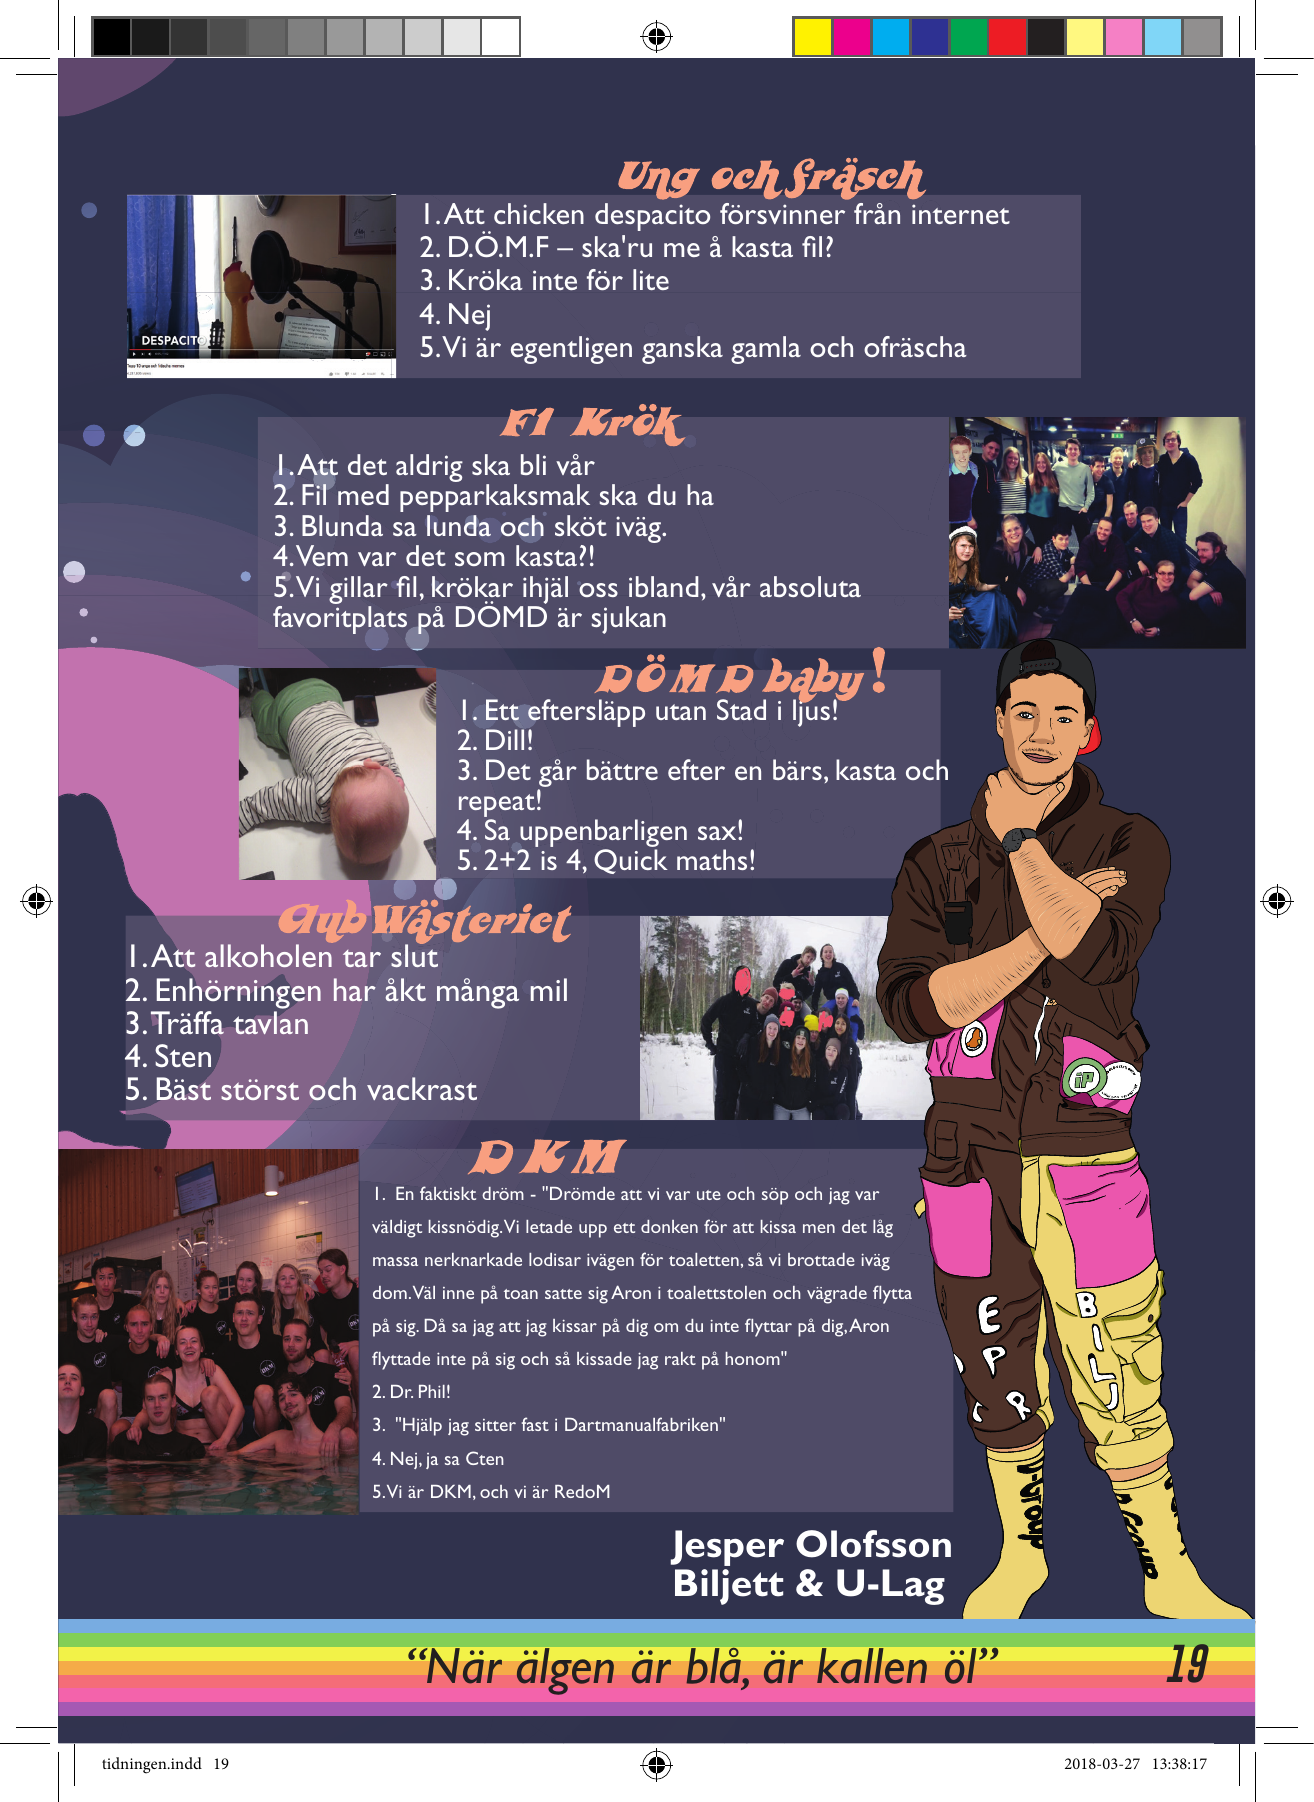 Ung och fräsch
1. Att chicken despacito försvinner från internet
2. D.Ö.M.F – ska'ru me å kasta fil?
3. Kröka inte för lite
4. Nej
5. Vi är egentligen ganska gamla och ofräscha
DESPACITO
F1 Krök
1. Att det aldrig ska bli vår
2. Fil med pepparkaksmak ska du ha
3. Blunda sa lunda och sköt iväg.
4. Vem var det som kasta?!
5. Vi gillar fil, krökar ihjäl oss ibland, vår absoluta
favoritplats på DÖMD är sjukan
DÖMD baby!
1. Ett eftersläpp utan Stad i ljus!
2. Dill!
3. Det går bättre efter en bärs, kasta och
repeat!
4. Sa uppenbarligen sax!
5. 2+2 is 4, Quick maths!
Club Wästeriet
1. Att alkoholen tar slut
2. Enhörningen har åkt många mil
3. Träffa tavlan
4. Sten
5. Bäst störst och vackrast
iP
DKM
1. En faktiskt dröm - "Drömde att vi var ute och söp och jag var
väldigt kissnödig. Vi letade upp ett donken för att kissa men det låg
massa nerknarkade lodisar ivägen för toaletten, så vi brottade iväg
dom. Väl inne på toan satte sig Aron i toalettstolen och vägrade flytta
på sig. Då sa jag att jag kissar på dig om du inte flyttar på dig, Aron
flyttade inte på sig och så kissade jag rakt på honom"
2. Dr. Phil!
3. "Hjälp jag sitter fast i Dartmanualfabriken"
4. Nej, ja sa Cten
5. Vi är DKM, och vi är RedoM
DKM
BILJ
U-Group
Jesper Olofsson
Biljett & U-Lag
“När älgen är blå, är kallen öl”
19
tidningen.indd 19
2018-03-27 13:38:17